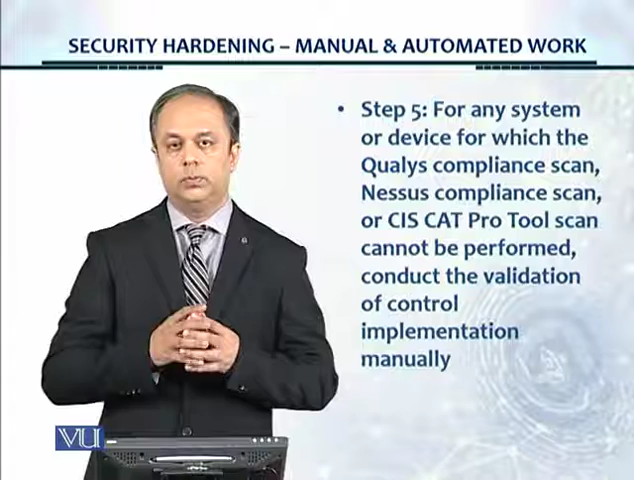 SECURITY HARDENING – MANUAL & AUTOMATED WORK
• Step 5: For any system
or device for which the
Qualys compliance scan,
Nessus compliance scan,
or CIS CAT Pro Tool scan
cannot be performed,
conduct the validation
of control
implementation
manually
VU